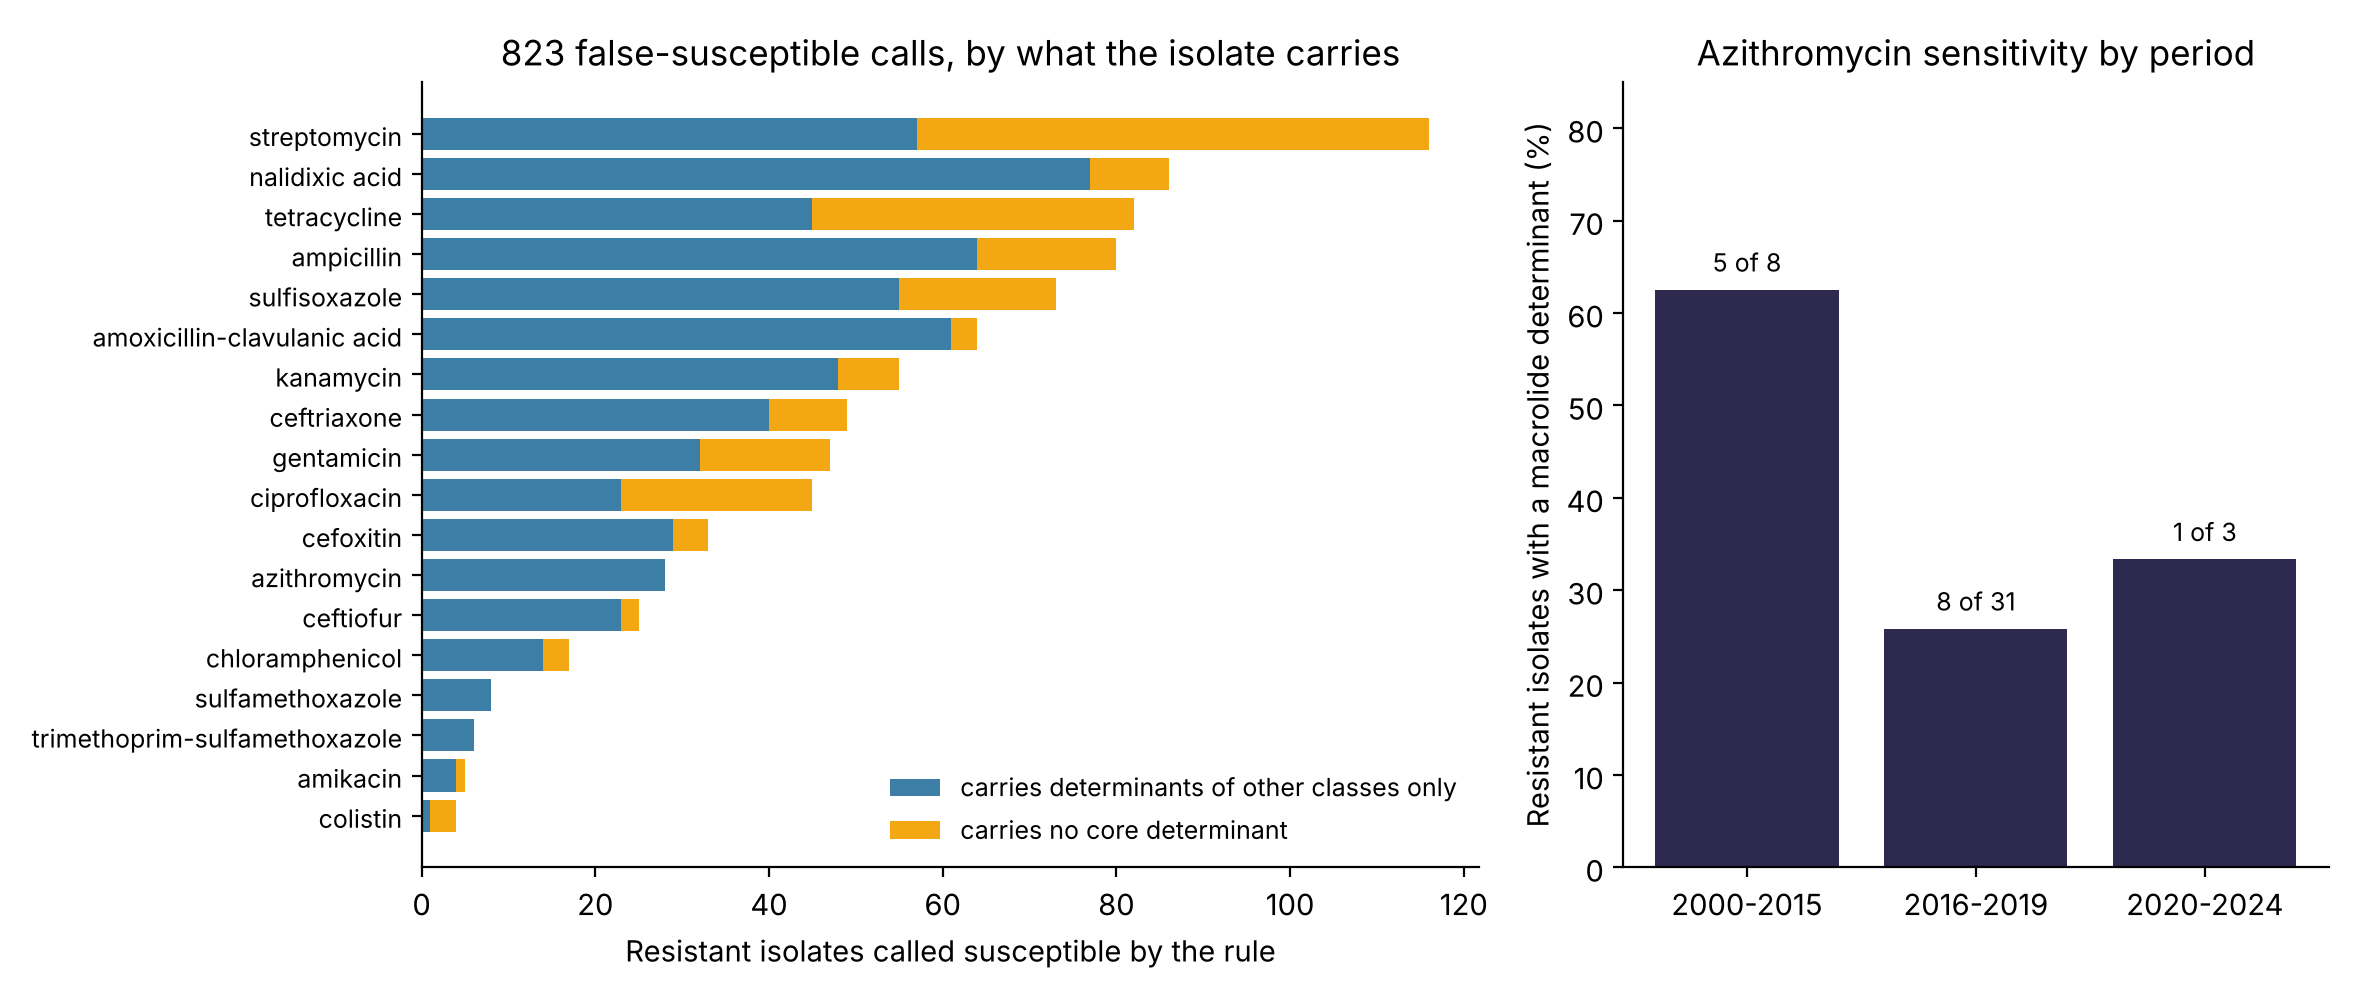 823 false-susceptible calls, by what the isolate carries
streptomycin
nalidixic acid
tetracycline
ampicillin
sulfisoxazole
amoxicillin-clavulanic acid
kanamycin
ceftriaxone
gentamicin
ciprofloxacin
cefoxitin
azithromycin
ceftiofur
chloramphenicol
sulfamethoxazole
trimethoprim-sulfamethoxazole
amikacin
colistin
carries determinants of other classes only
carries no core determinant
0 20 40 60 80 100 120
Resistant isolates called susceptible by the rule
Azithromycin sensitivity by period
Resistant isolates with a macrolide determinant (%)
80
70
60
50
40
30
20
10
0
5 of 8
8 of 31
1 of 3
2000-2015 2016-2019 2020-2024